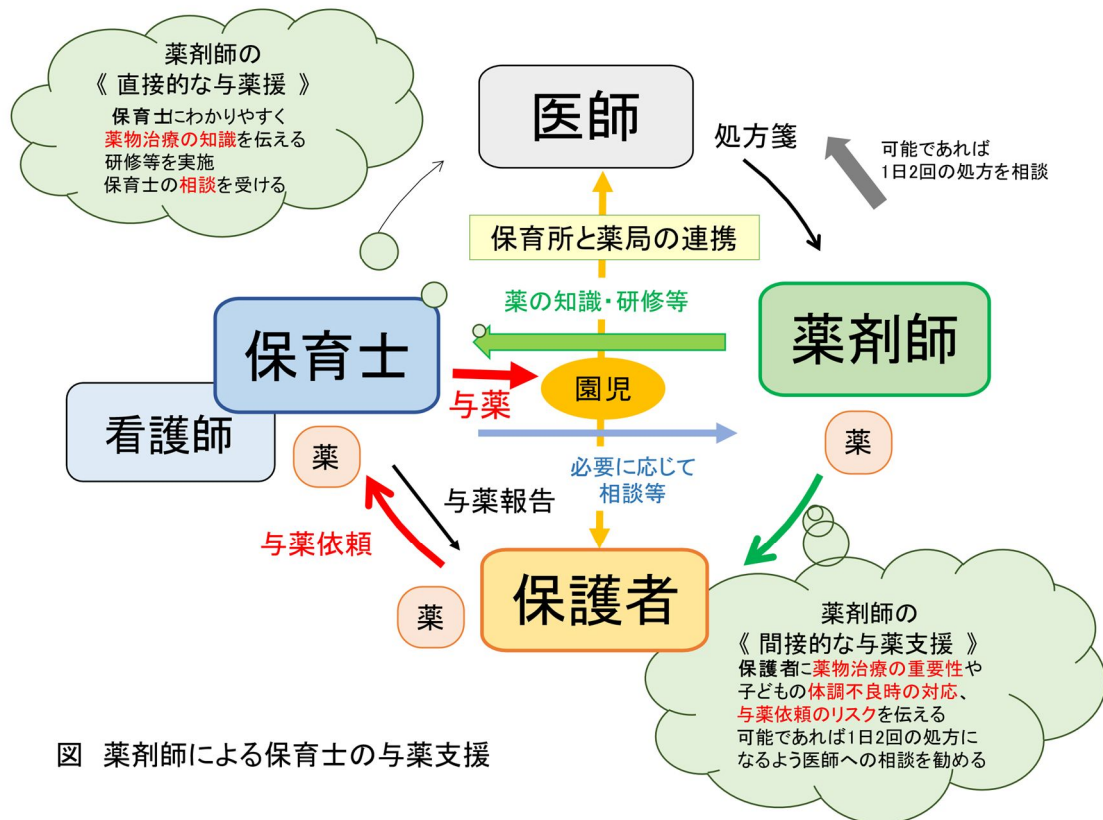 薬剤師の
《 直接的な与薬援 》
保育士にわかりやすく
薬物治療の知識を伝える
研修等を実施
保育士の相談を受ける
医師
処方箋
可能であれば
1日2回の処方を相談
保育所と薬局の連携
薬の知識・研修等
保育士
薬剤師
与薬
園児
看護師
薬
薬
必要に応じて
相談等
与薬報告
与薬依頼
保護者
薬
薬剤師の
《 間接的な与薬支援 》
保護者に薬物治療の重要性や
子どもの体調不良時の対応、
与薬依頼のリスクを伝える
可能であれば1日2回の処方に
なるよう医師への相談を勧める
図 薬剤師による保育士の与薬支援